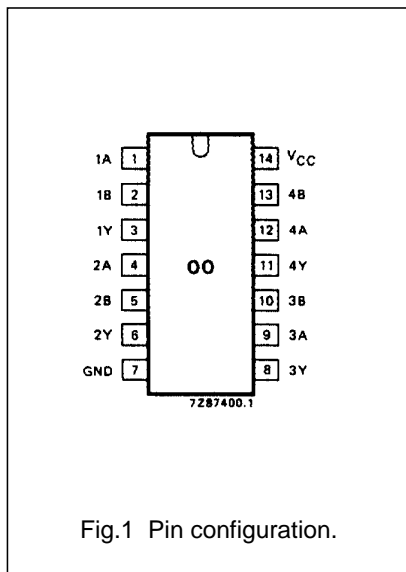 1A 1 14 VCC
1B 2 13 4B
1Y 3 12 4A
2A 4 00 11 4Y
2B 5 10 3B
2Y 6 9 3A
GND 7 8 3Y
7Z87400.1
Fig.1 Pin configuration.